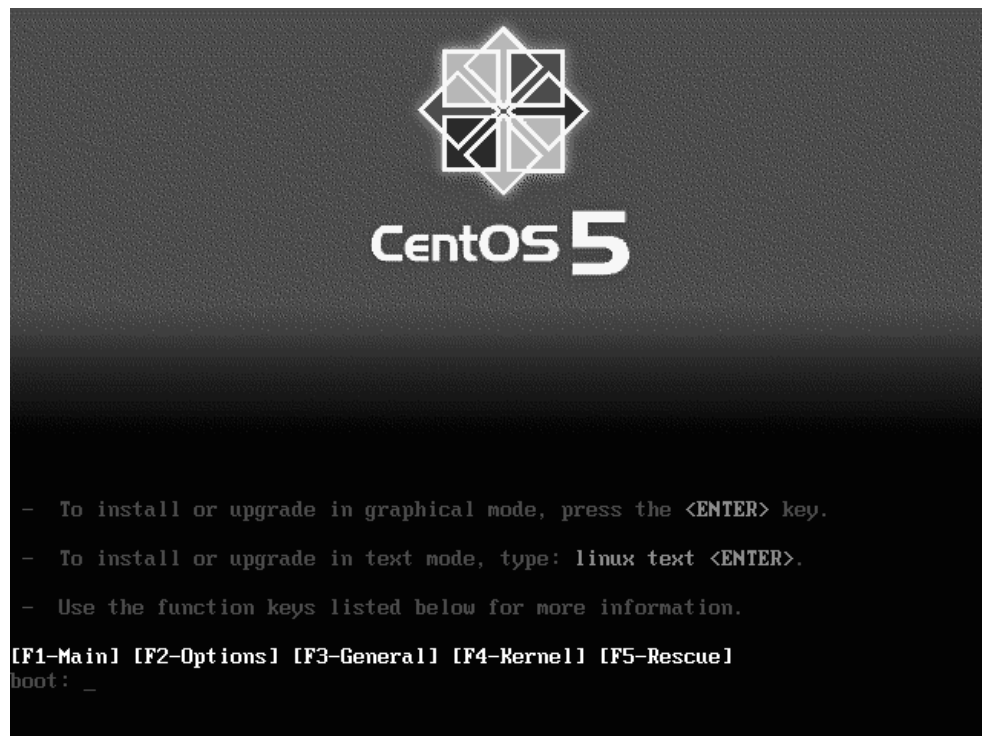 CentOS 5
- To install or upgrade in graphical mode, press the <ENTER> key.
- To install or upgrade in text mode, type: linux text <ENTER>.
- Use the function keys listed below for more information.
[F1-Main] [F2-Options] [F3-General] [F4-Kernel] [F5-Rescue]
boot: _